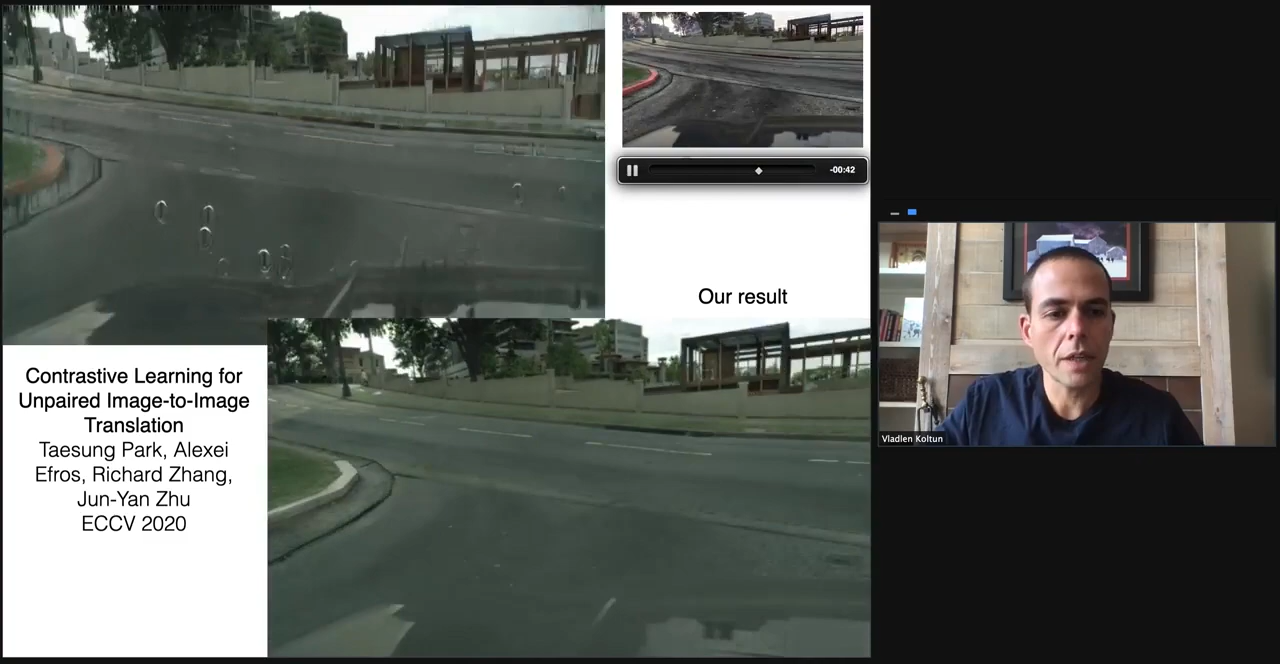 -00:42
Our result
Contrastive Learning for
Unpaired Image-to-Image
Translation
Taesung Park, Alexei
Efros, Richard Zhang,
Jun-Yan Zhu
ECCV 2020
Vladlen Koltun